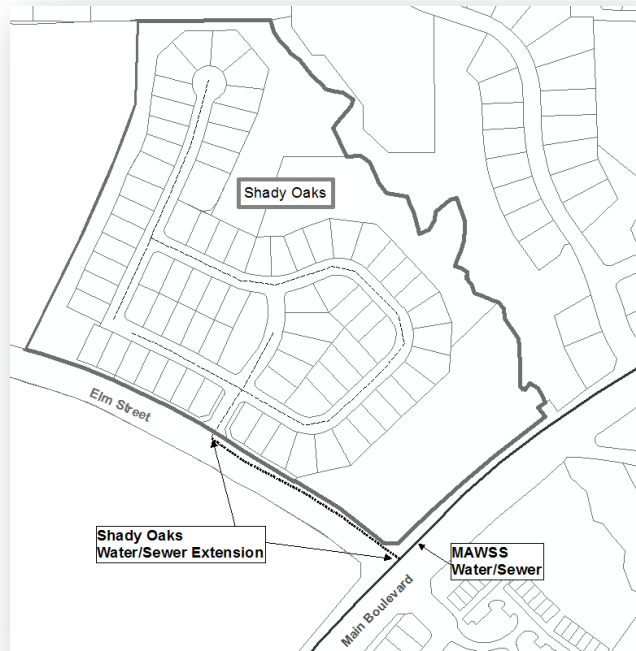 Shady Oaks
Elm Street
Shady Oaks
Water/Sewer Extension
MAWSS
Water/Sewer
Main Boulevard